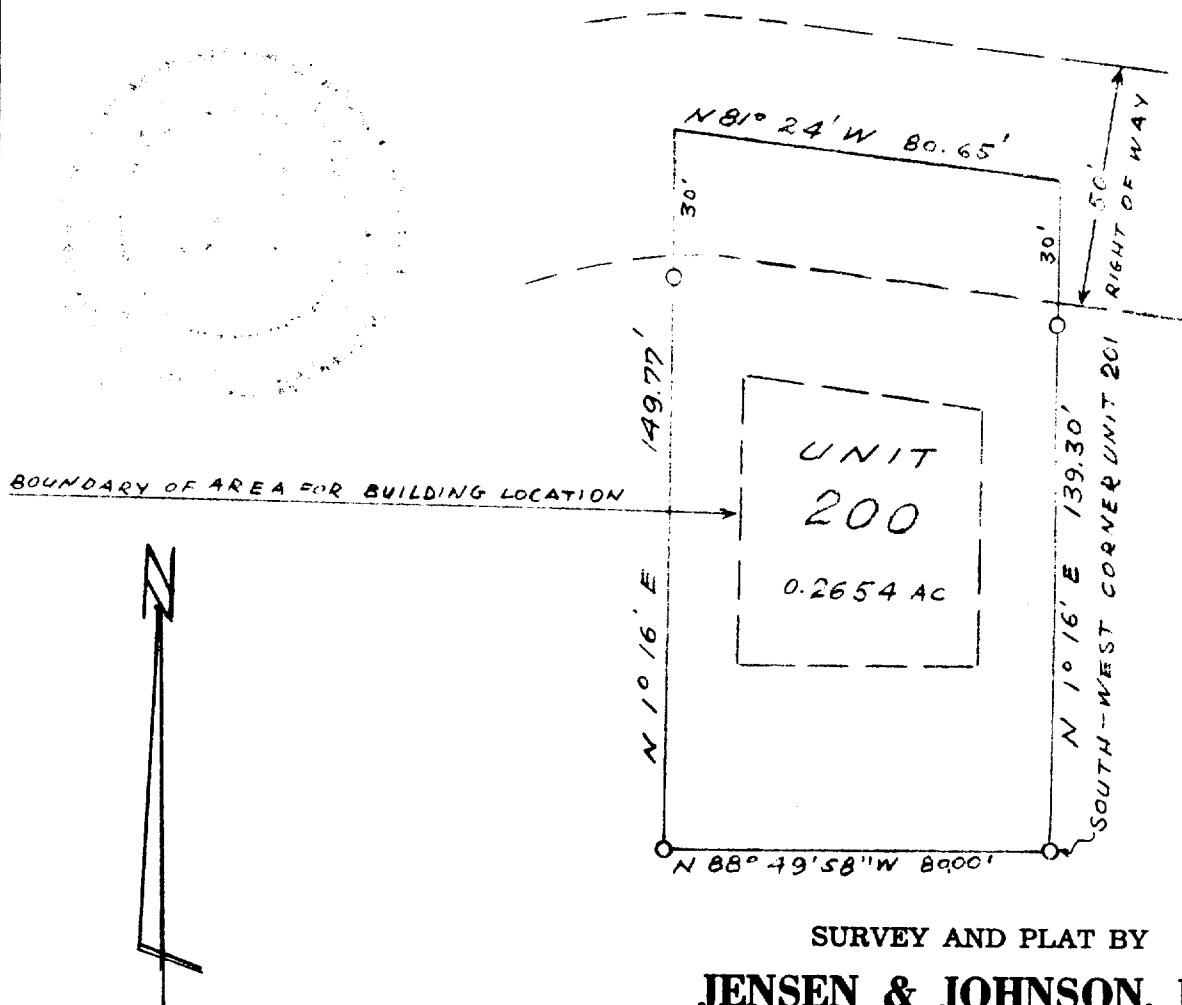 N 81° 24' W 80.65'
30'
30'
50'
RIGHT OF WAY
149.77'
N 1° 16' E
139.30'
N 1° 16' E
SOUTH-WEST CORNER UNIT 201
BOUNDARY OF AREA FOR BUILDING LOCATION
UNIT
200
0.2654 AC
N
N 88° 49' 58" W 80.00'
SURVEY AND PLAT BY
JENSEN & JOHNSON,